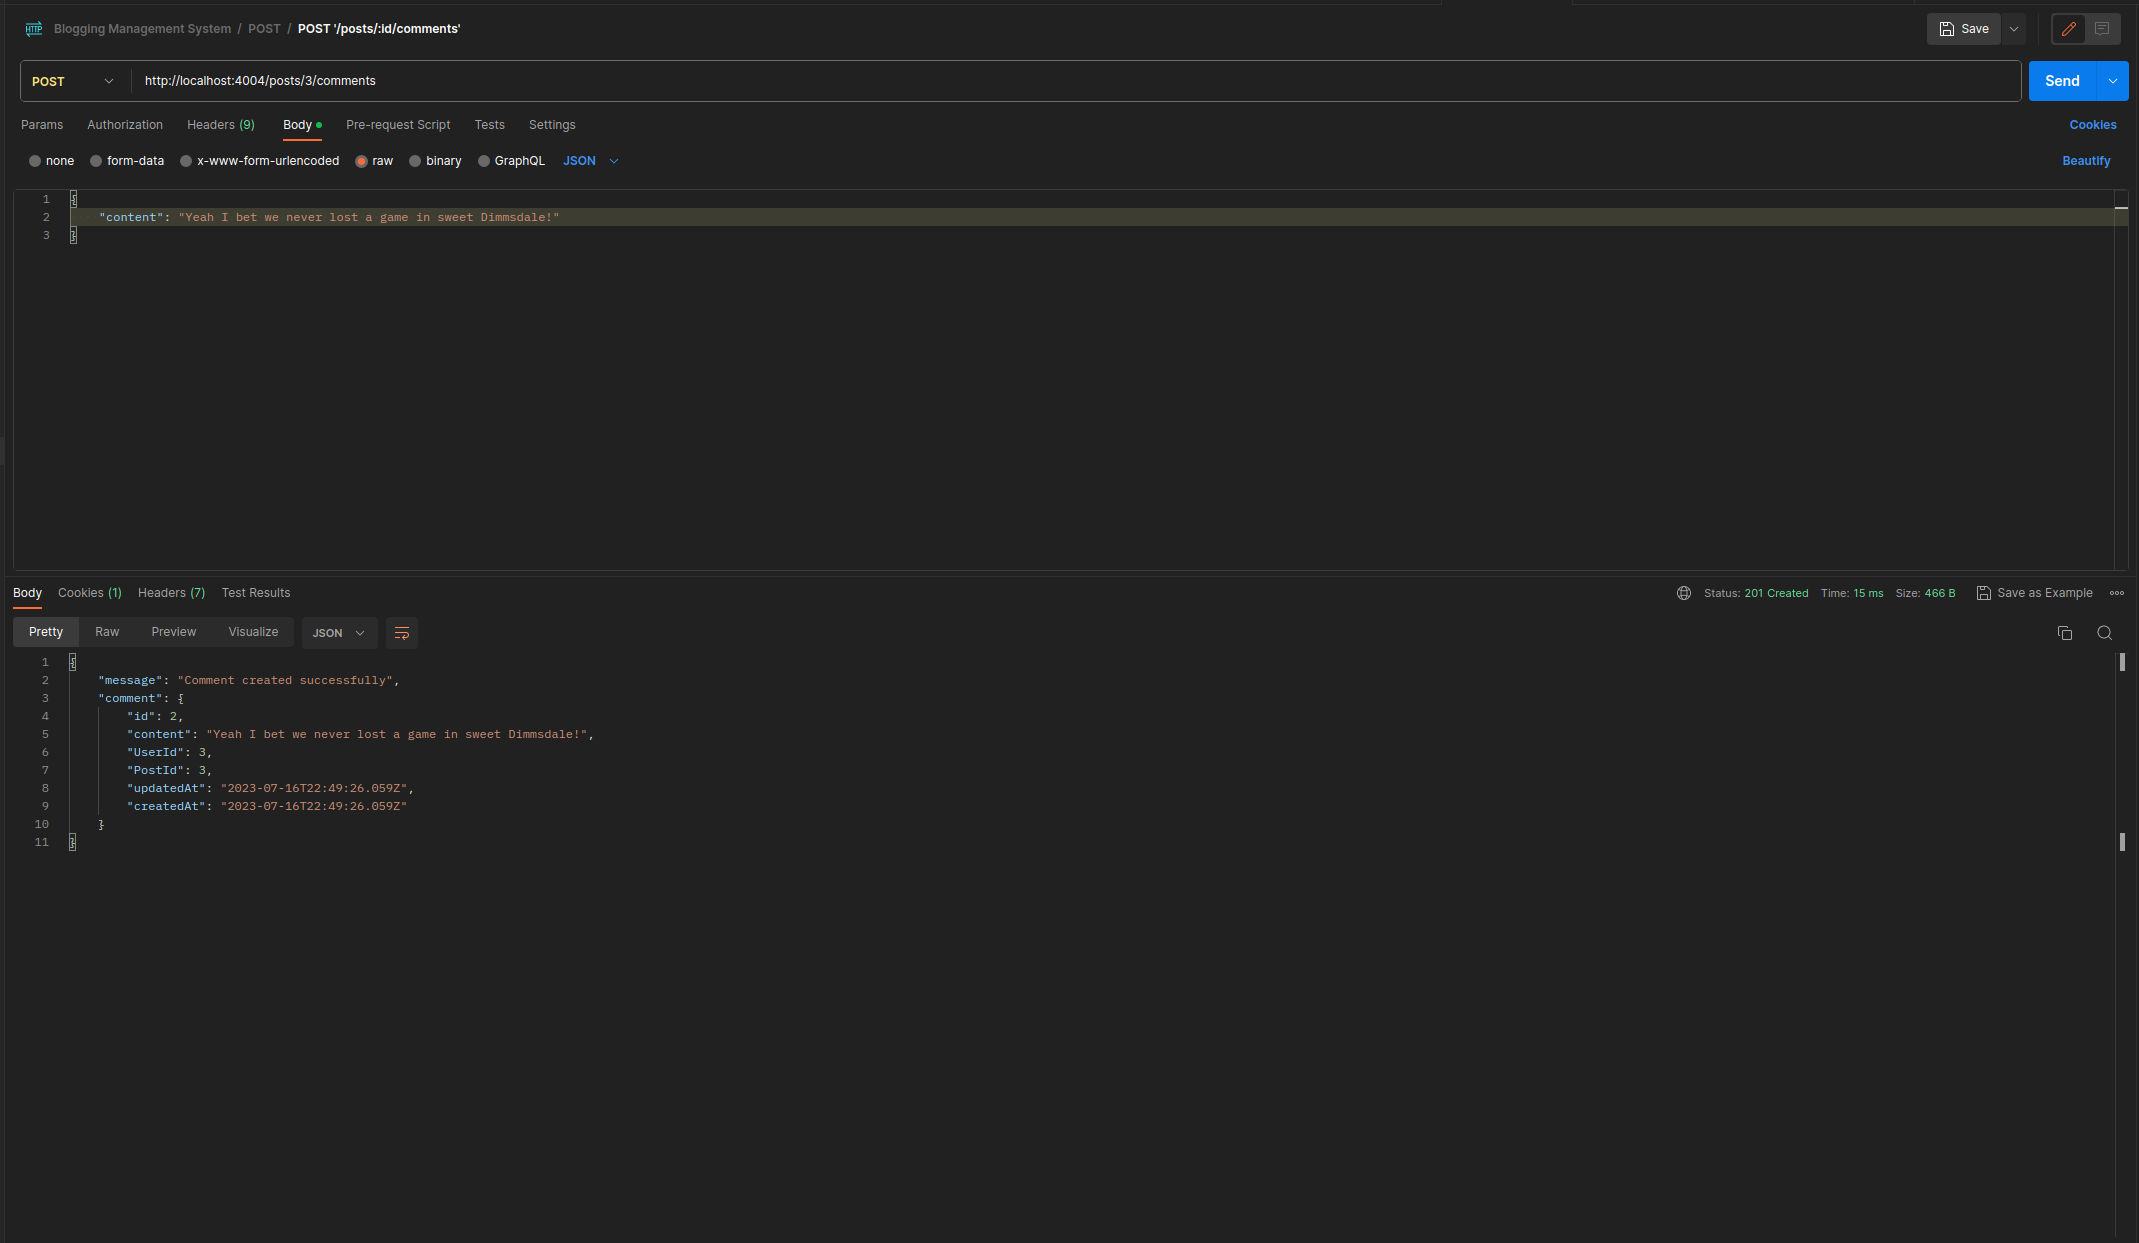 HTTP Blogging Management System / POST / POST '/posts/:id/comments' Save
POST http://localhost:4004/posts/3/comments Send
Params Authorization Headers (9) Body Pre-request Script Tests Settings Cookies
none form-data x-www-form-urlencoded raw binary GraphQL JSON Beautify
1 {
2 "content": "Yeah I bet we never lost a game in sweet Dimmsdale!"
3 }
Body Cookies (1) Headers (7) Test Results Status: 201 Created Time: 15 ms Size: 466 B Save as Example
Pretty Raw Preview Visualize JSON
1 {
2 "message": "Comment created successfully",
3 "comment": {
4 "id": 2,
5 "content": "Yeah I bet we never lost a game in sweet Dimmsdale!",
6 "UserId": 3,
7 "PostId": 3,
8 "updatedAt": "2023-07-16T22:49:26.059Z",
9 "createdAt": "2023-07-16T22:49:26.059Z"
10 }
11 }